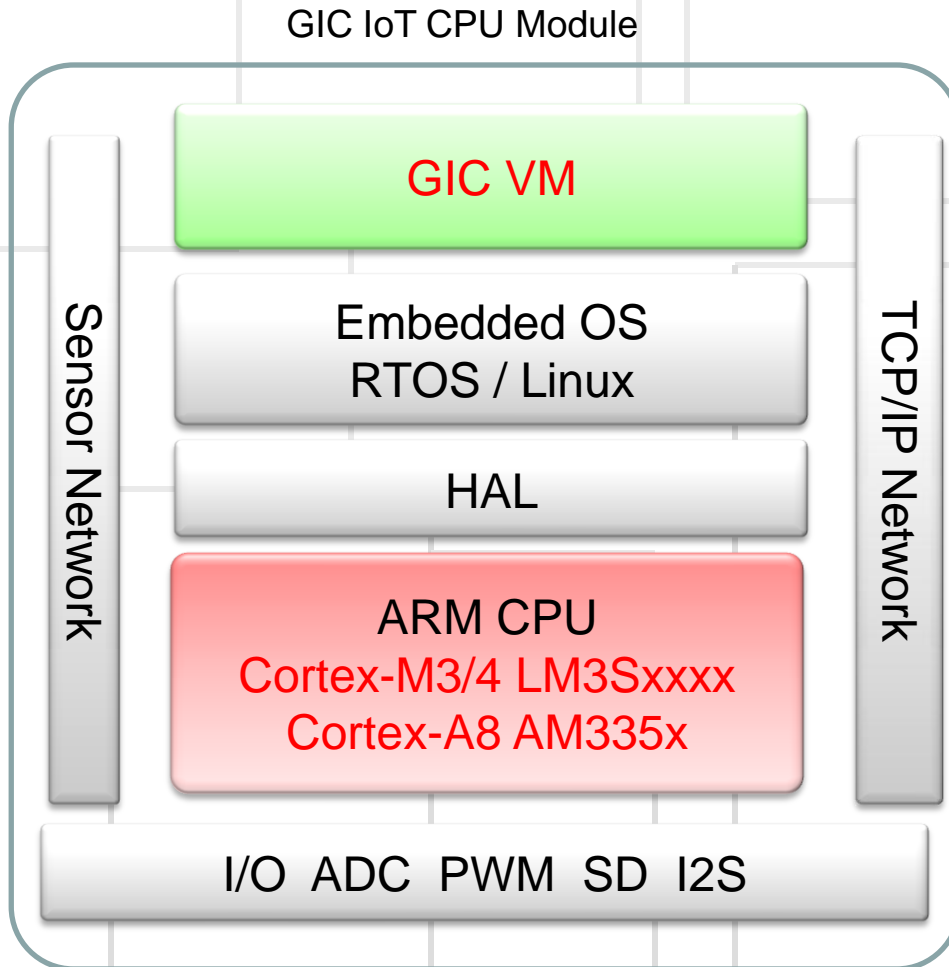 GIC IoT CPU Module
GIC VM
Sensor Network
Embedded OS
RTOS / Linux
TCP/IP Network
HAL
ARM CPU
Cortex-M3/4 LM3Sxxxx
Cortex-A8 AM335x
I/O ADC PWM SD I2S